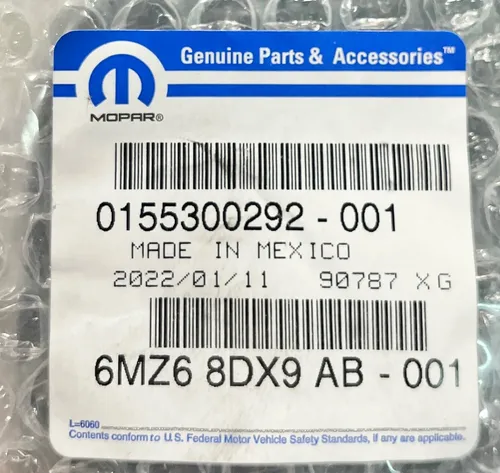 Genuine Parts & Accessories™
MOPAR®
0155300292 - 001
MADE IN MEXICO
2022/01/11 90787 XG
6MZ6 8DX9 AB - 001
L=6060
Contents conform to U.S. Federal Motor Vehicle Safety Standards, if any are applicable.